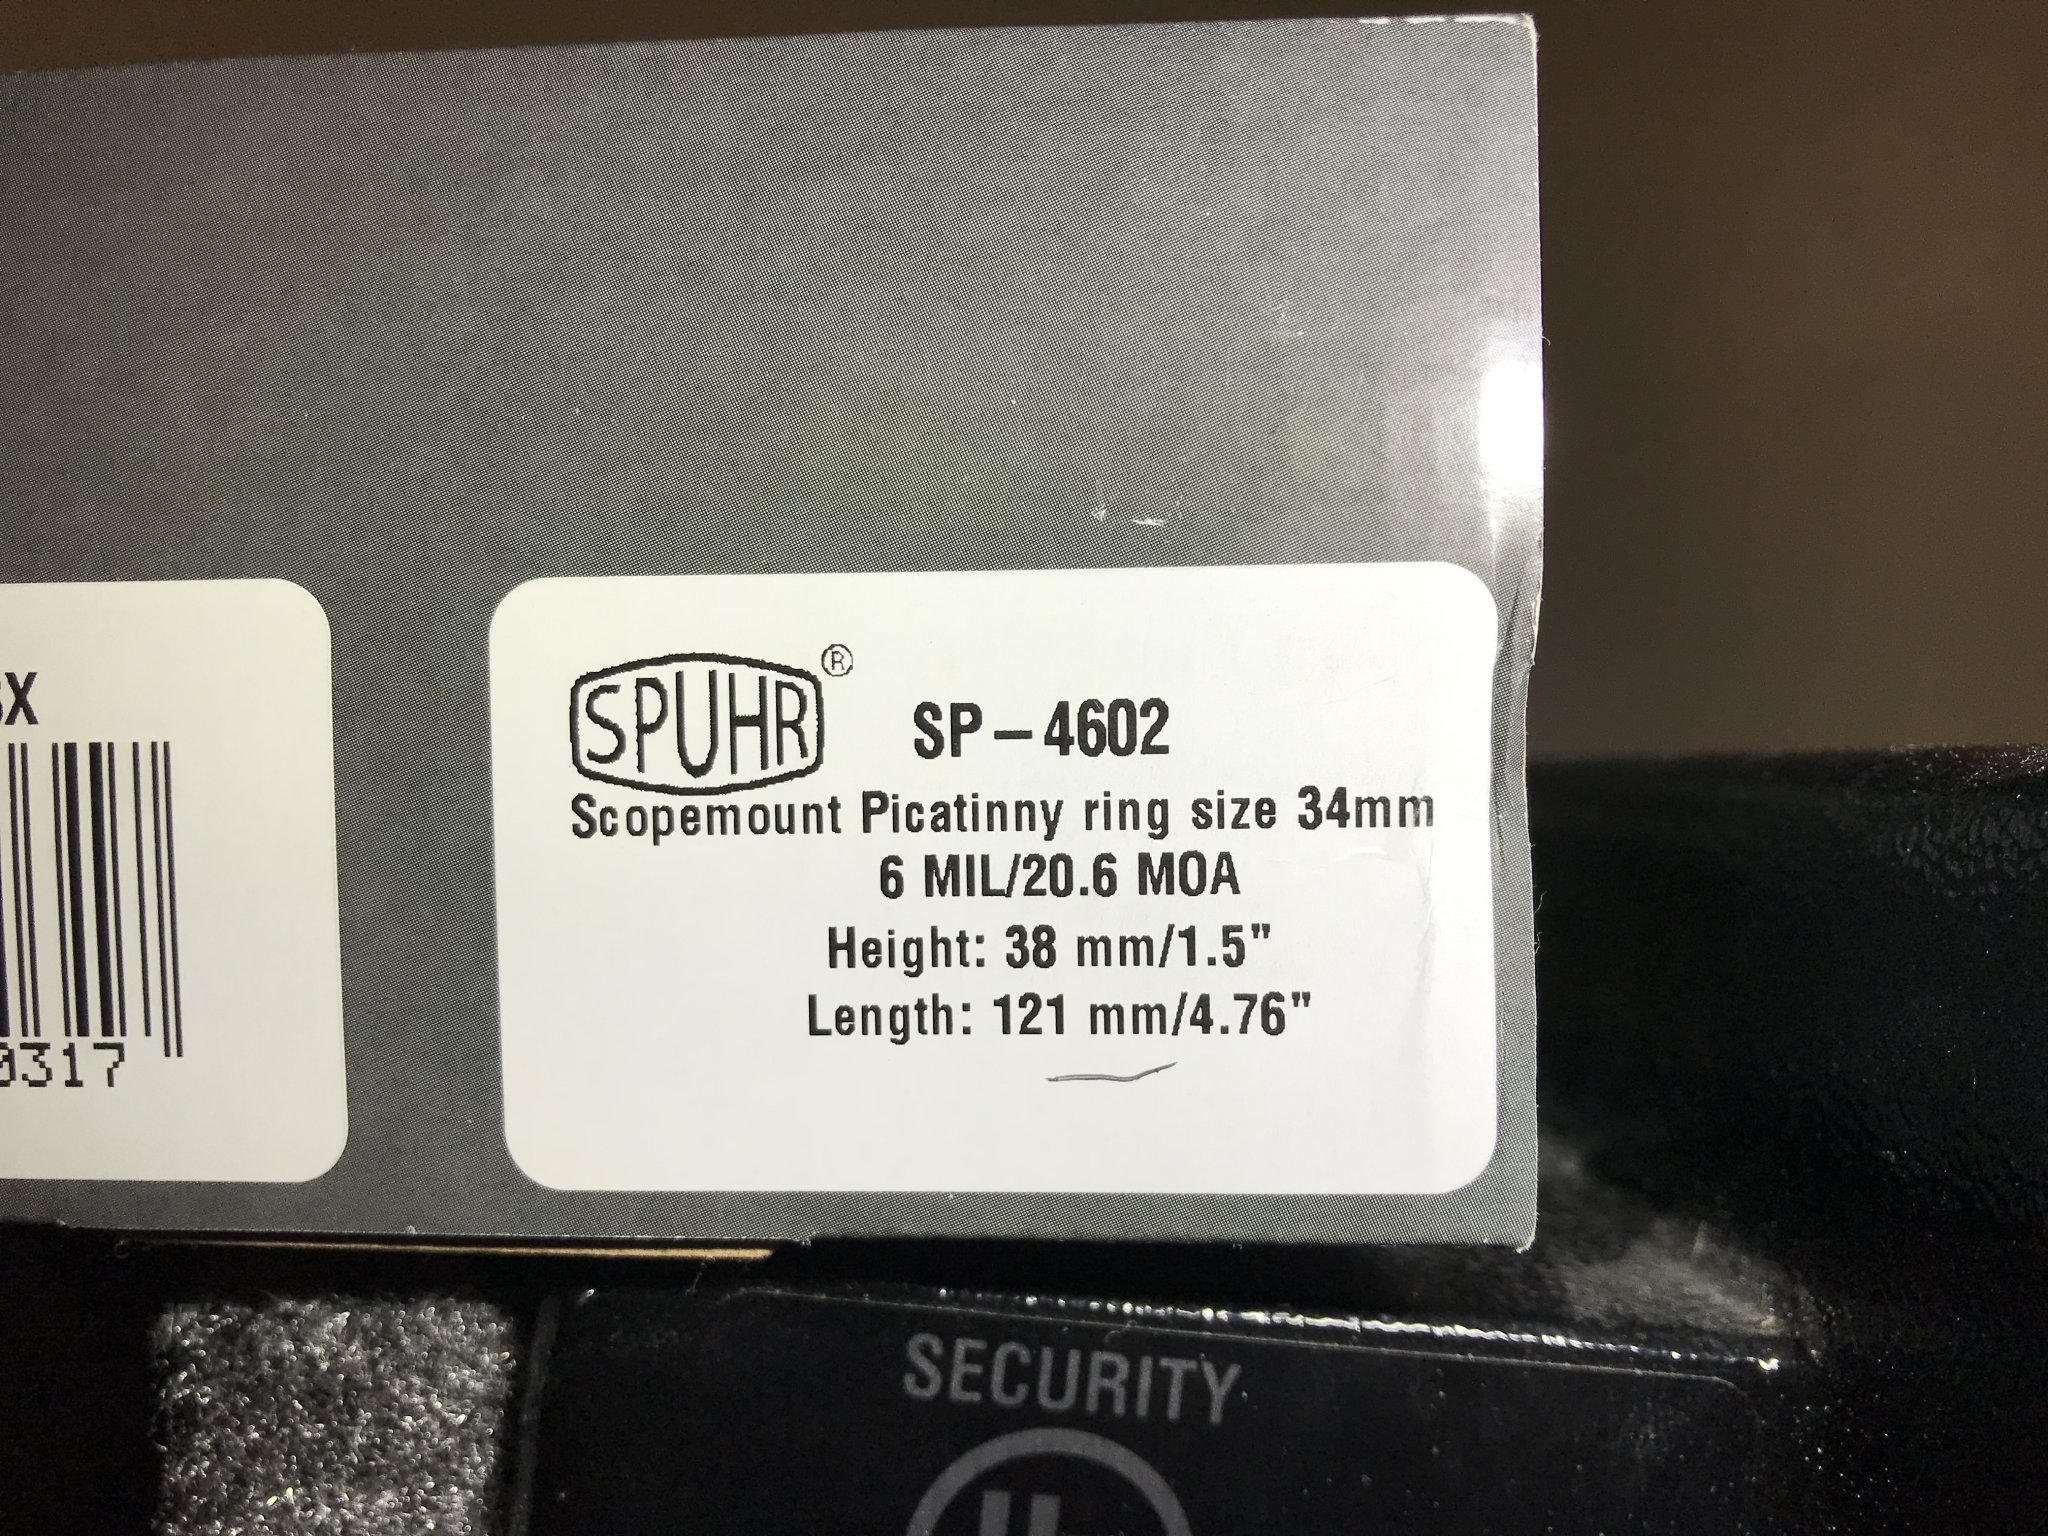 SPUHR® SP-4602
Scopemount Picatinny ring size 34mm
6 MIL/20.6 MOA
Height: 38 mm/1.5"
Length: 121 mm/4.76"
0317
SECURITY